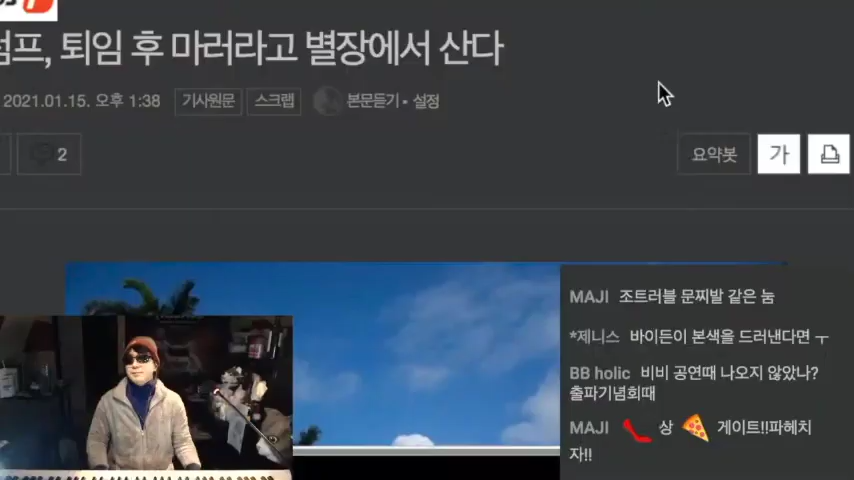 퇴임 후 마러라고 별장에서 산다
2021.01.15. 오후 1:38 기사원문 스크랩 본문듣기 • 설정
2 요약봇 가
MAJI 조트러블 문찌발 같은 눔
*제니스 바이든이 본색을 드러낸다면 ㅜ
BB holic 비비 공연때 나오지 않았나?
출파기념회때
MAJI 상 게이트!!파헤치
자!!